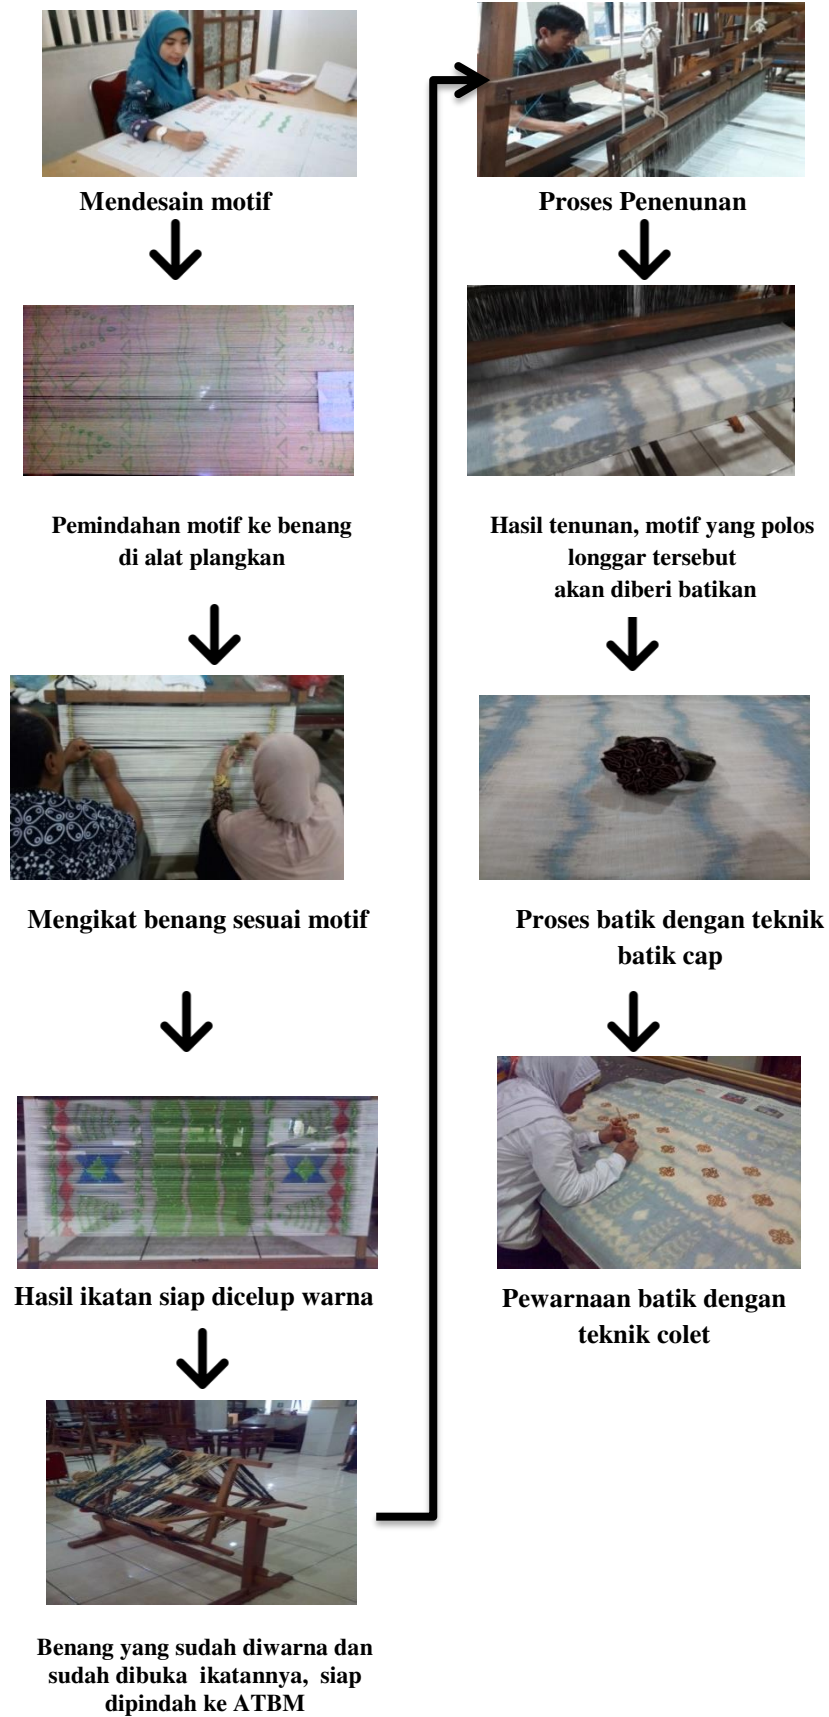 Mendesain motif
Pemindahan motif ke benang
di alat plangkan
Mengikat benang sesuai motif
Hasil ikatan siap dicelup warna
Benang yang sudah diwarna dan
sudah dibuka ikatannya, siap
dipindah ke ATBM
Proses Penenunan
Hasil tenunan, motif yang polos
longgar tersebut
akan diberi batikan
Proses batik dengan teknik
batik cap
Pewarnaan batik dengan
teknik colet